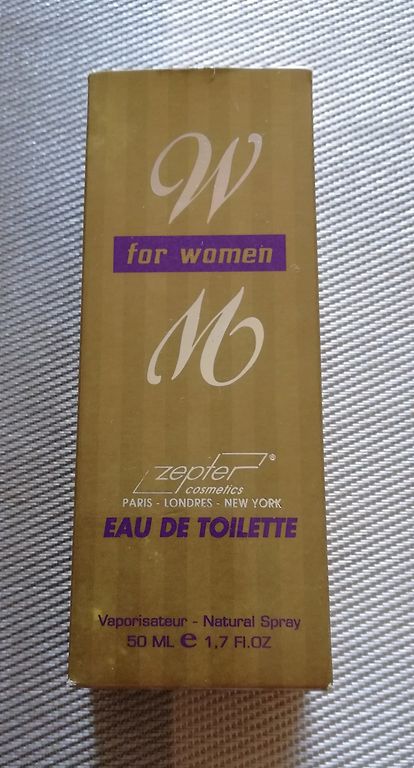 W
for women
M
zepter®
cosmetics
PARIS - LONDRES - NEW YORK
EAU DE TOILETTE
Vaporisateur - Natural Spray
50 ML e 1,7 Fl.OZ